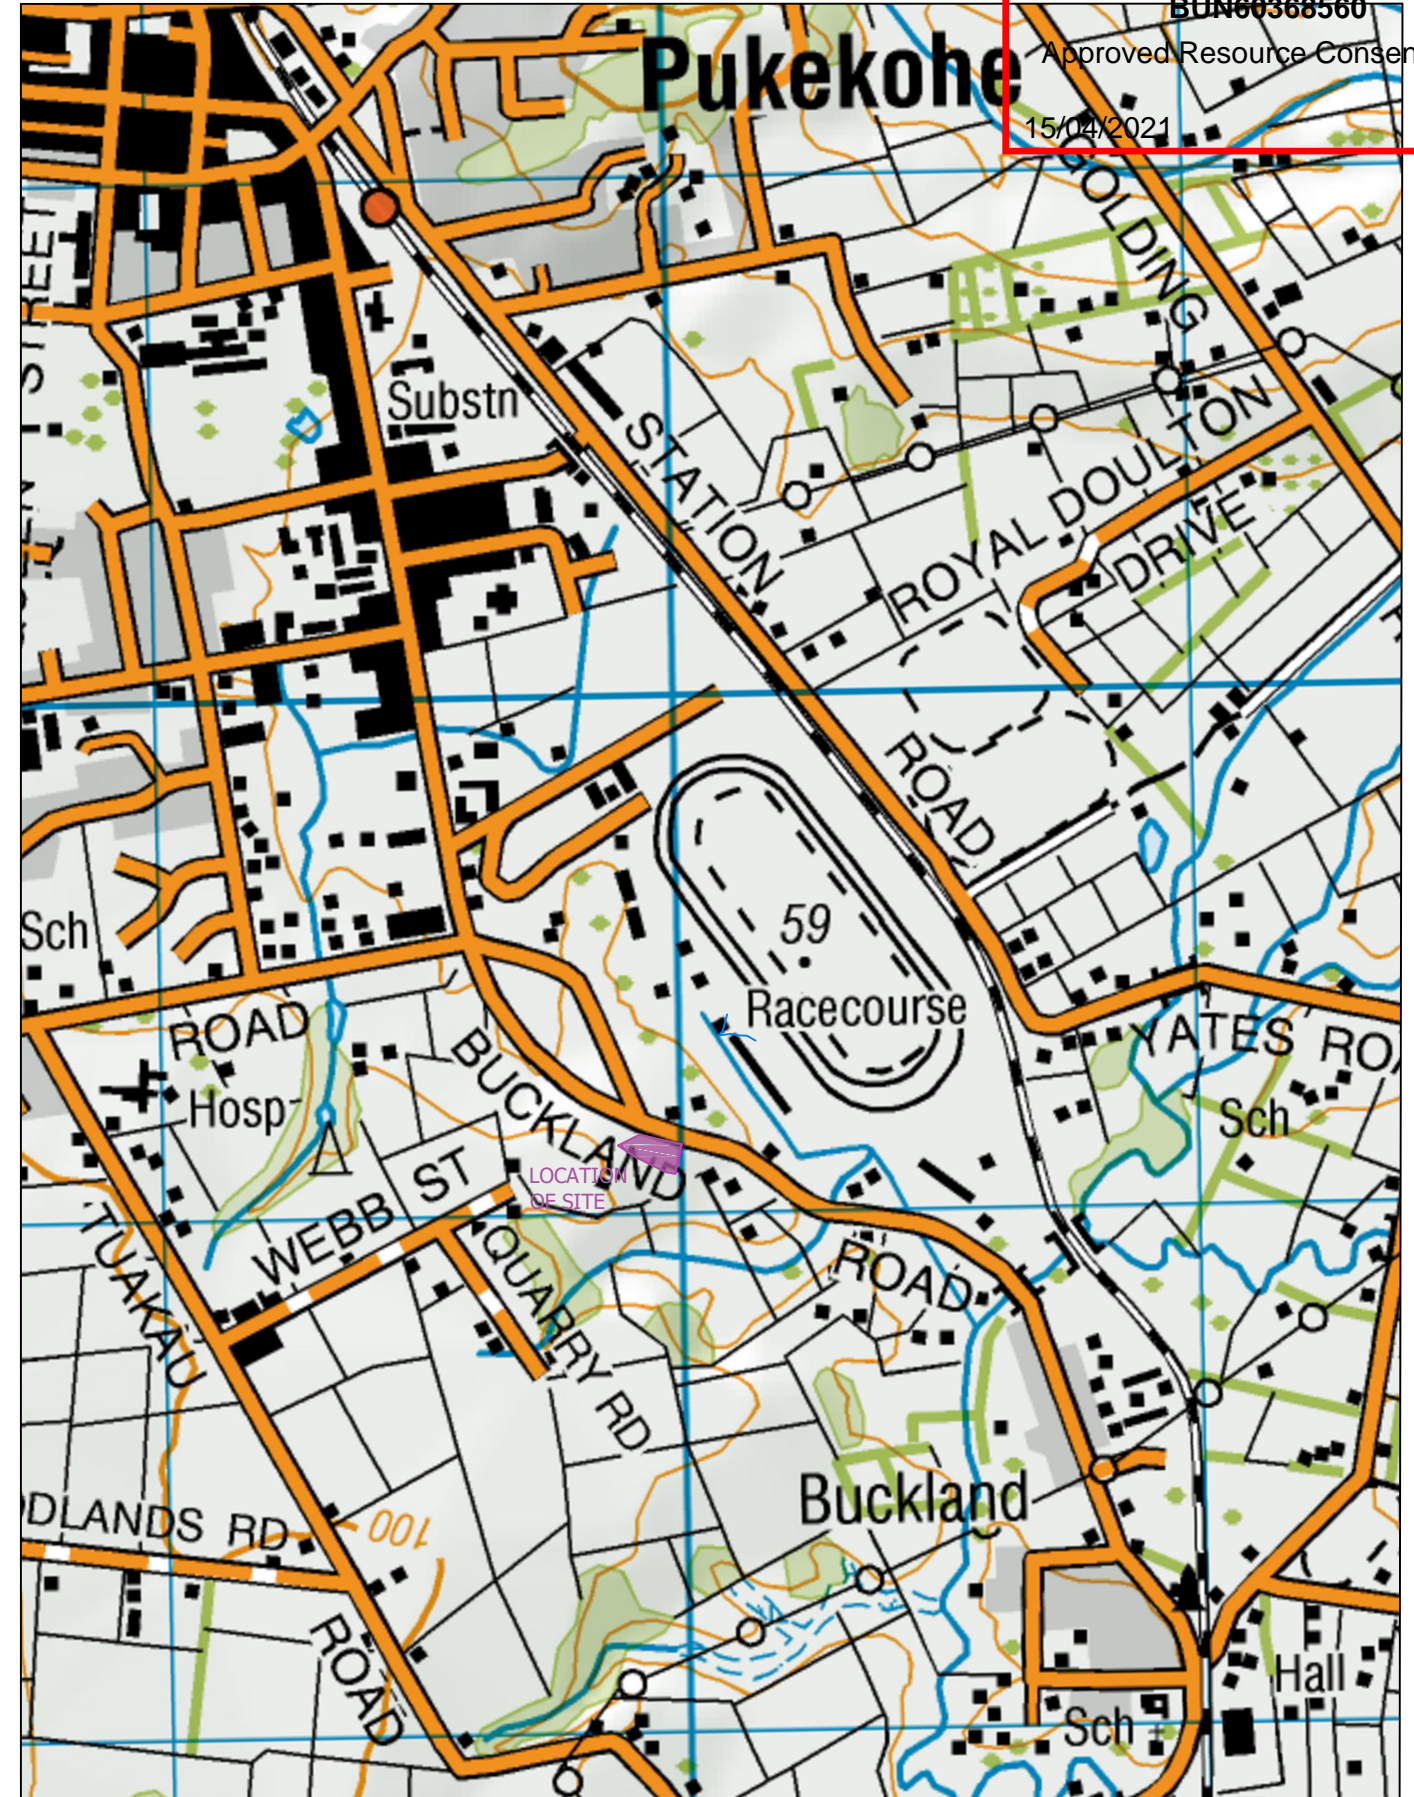 BUN60368560
Approved Resource Consen
15/04/2021
Pukekohe
GOLDING
STREET
Substn
STATION
ROYAL DOULTON
DRIVE
ROAD
59
Racecourse
Sch
ROAD
Hosp
BUCKLAND
YATES RO
Sch
LOCATION
OF SITE
WEBB ST
QUARRY RD
TUAKAU
ROAD
Buckland
DLANDS RD
100
ROAD
Hall
Sch